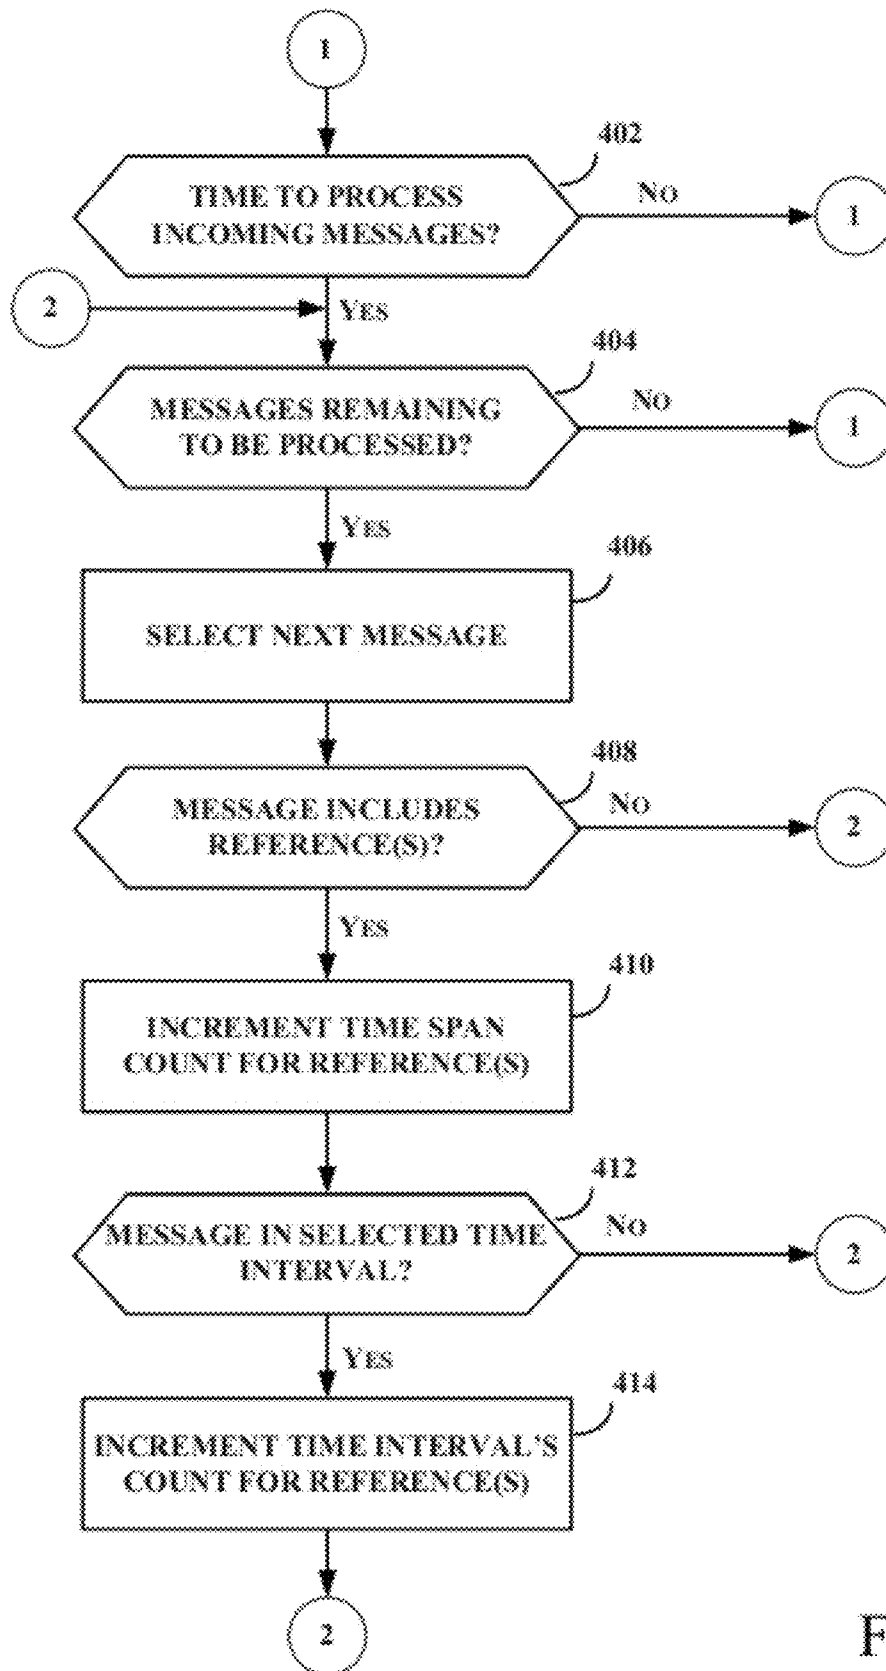 1
402
TIME TO PROCESS
INCOMING MESSAGES?
NO
1
2
YES
404
MESSAGES REMAINING
TO BE PROCESSED?
NO
1
YES
406
SELECT NEXT MESSAGE
408
MESSAGE INCLUDES
REFERENCE(S)?
NO
2
YES
410
INCREMENT TIME SPAN
COUNT FOR REFERENCE(S)
412
MESSAGE IN SELECTED TIME
INTERVAL?
NO
2
YES
414
INCREMENT TIME INTERVAL'S
COUNT FOR REFERENCE(S)
2
F